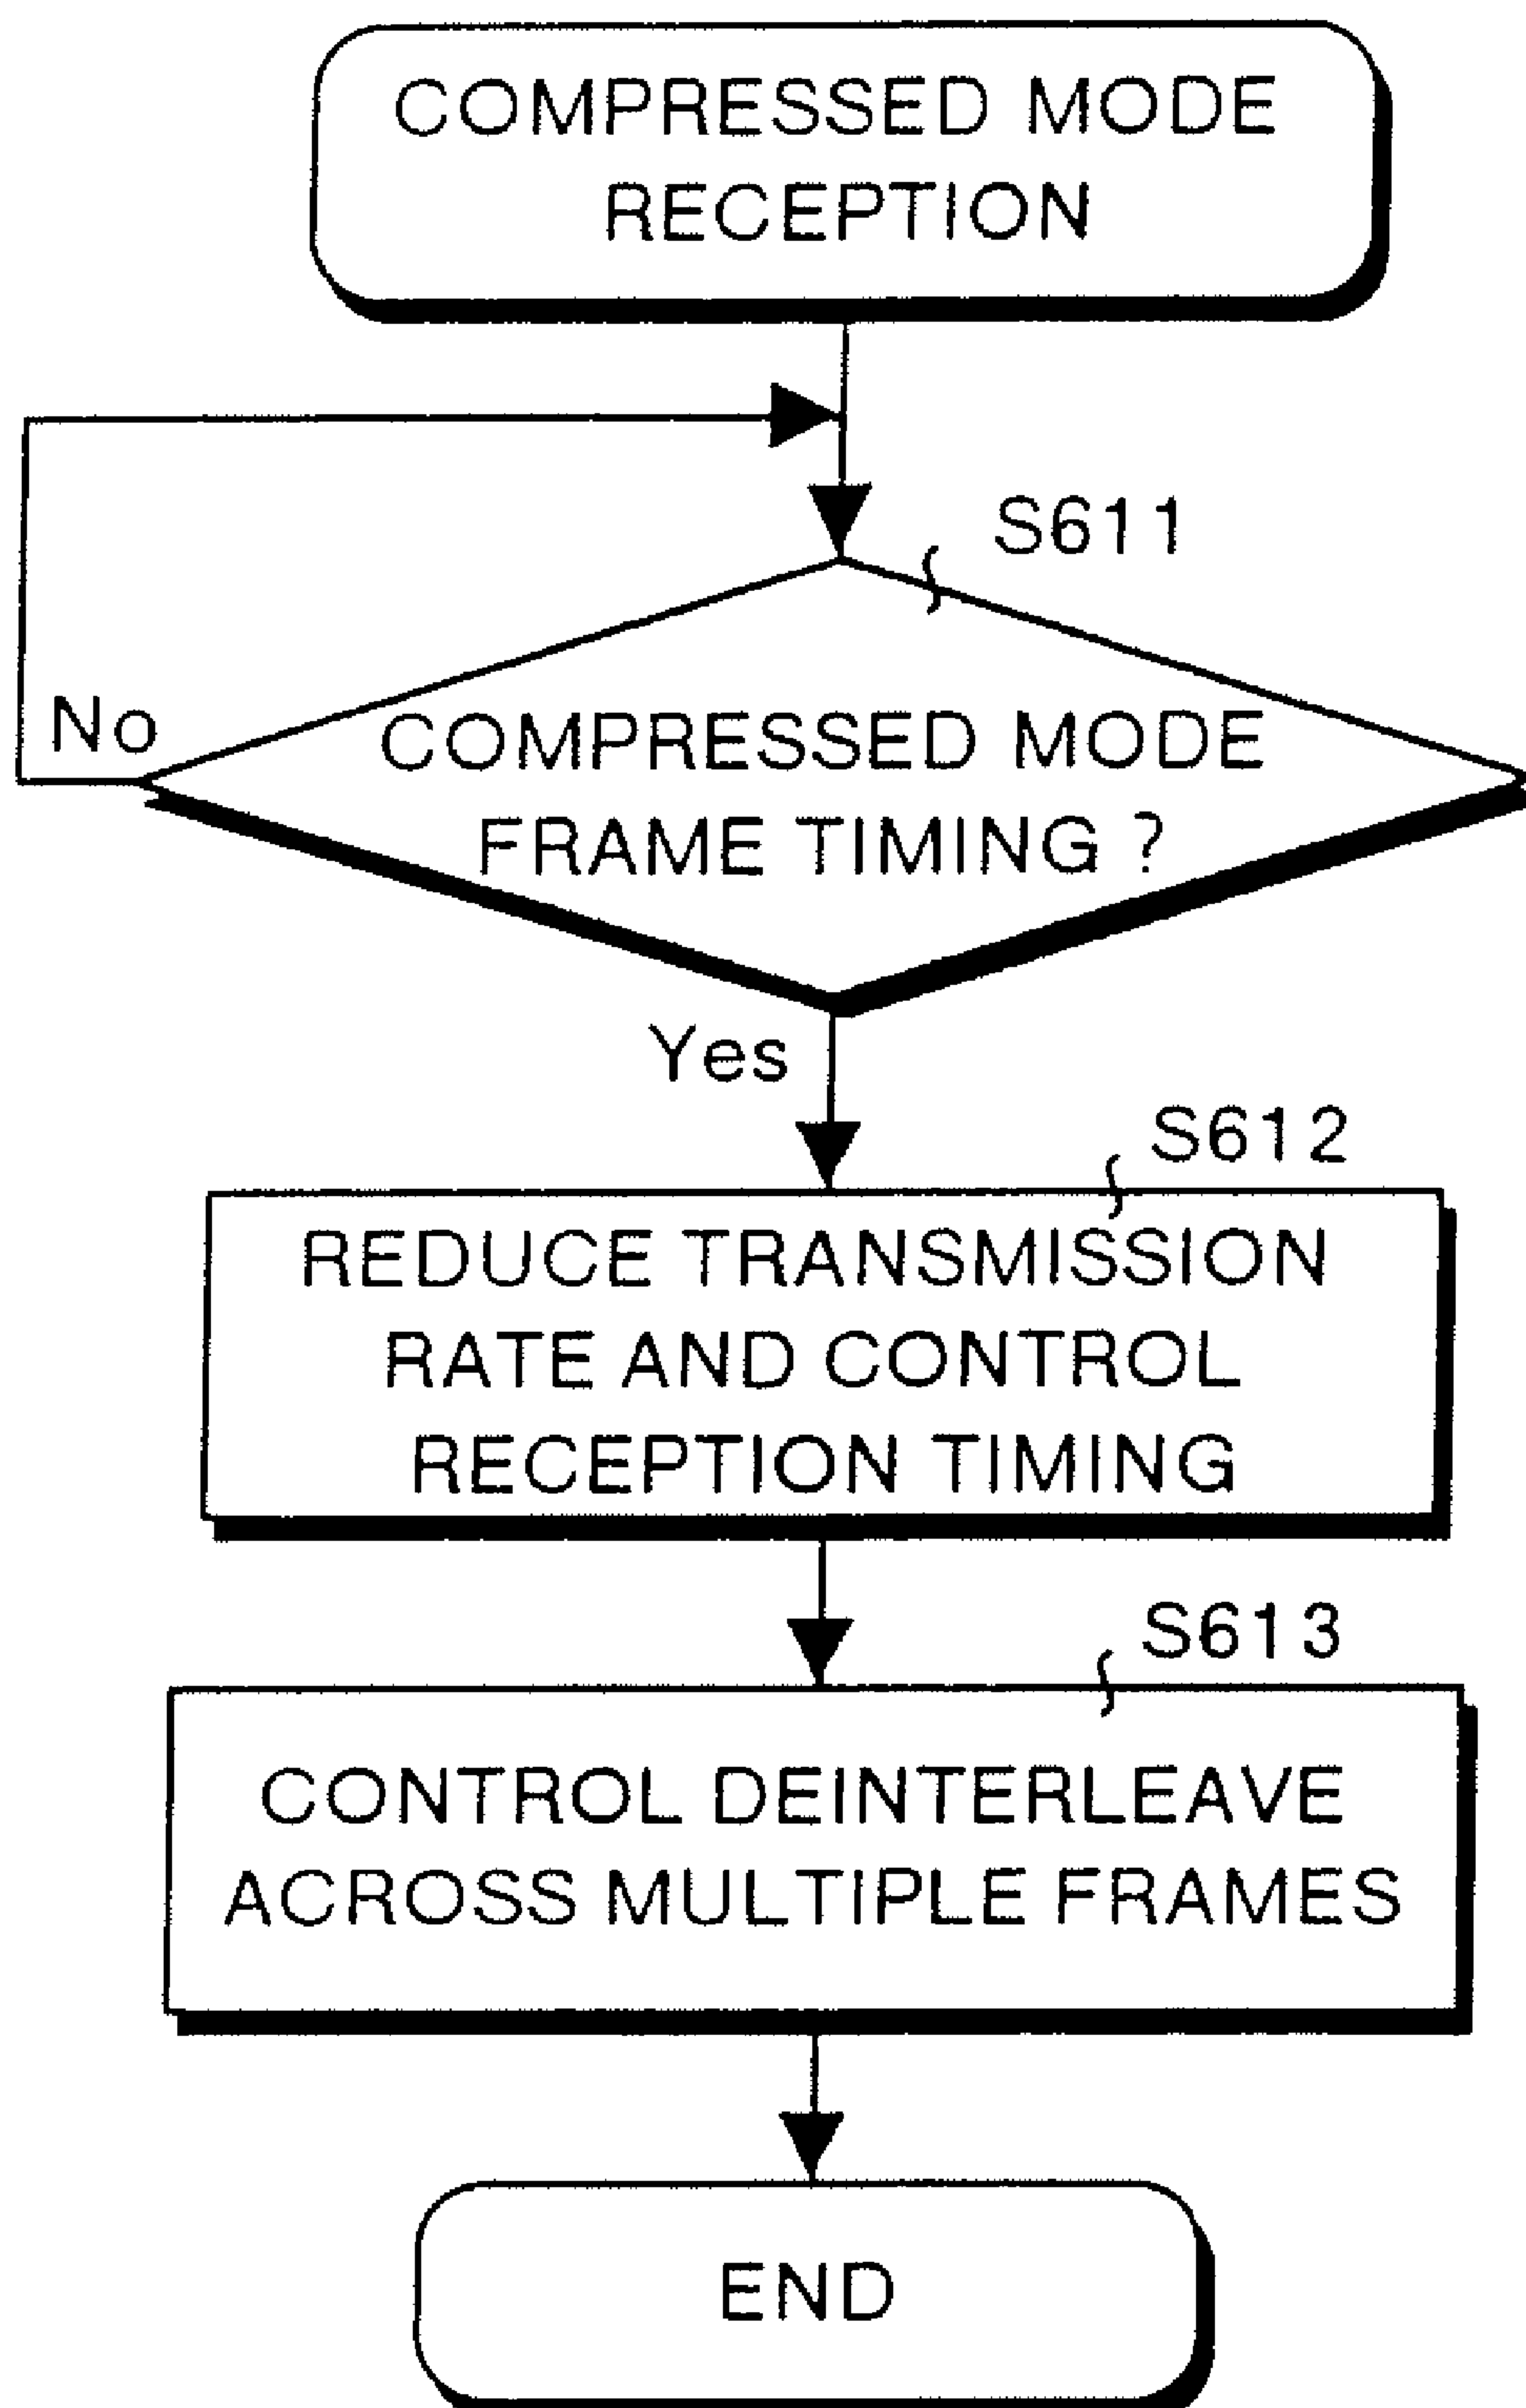 COMPRESSED MODE
RECEPTION
S611
No
COMPRESSED MODE
FRAME TIMING ?
Yes
S612
REDUCE TRANSMISSION
RATE AND CONTROL
RECEPTION TIMING
S613
CONTROL DEINTERLEAVE
ACROSS MULTIPLE FRAMES
END